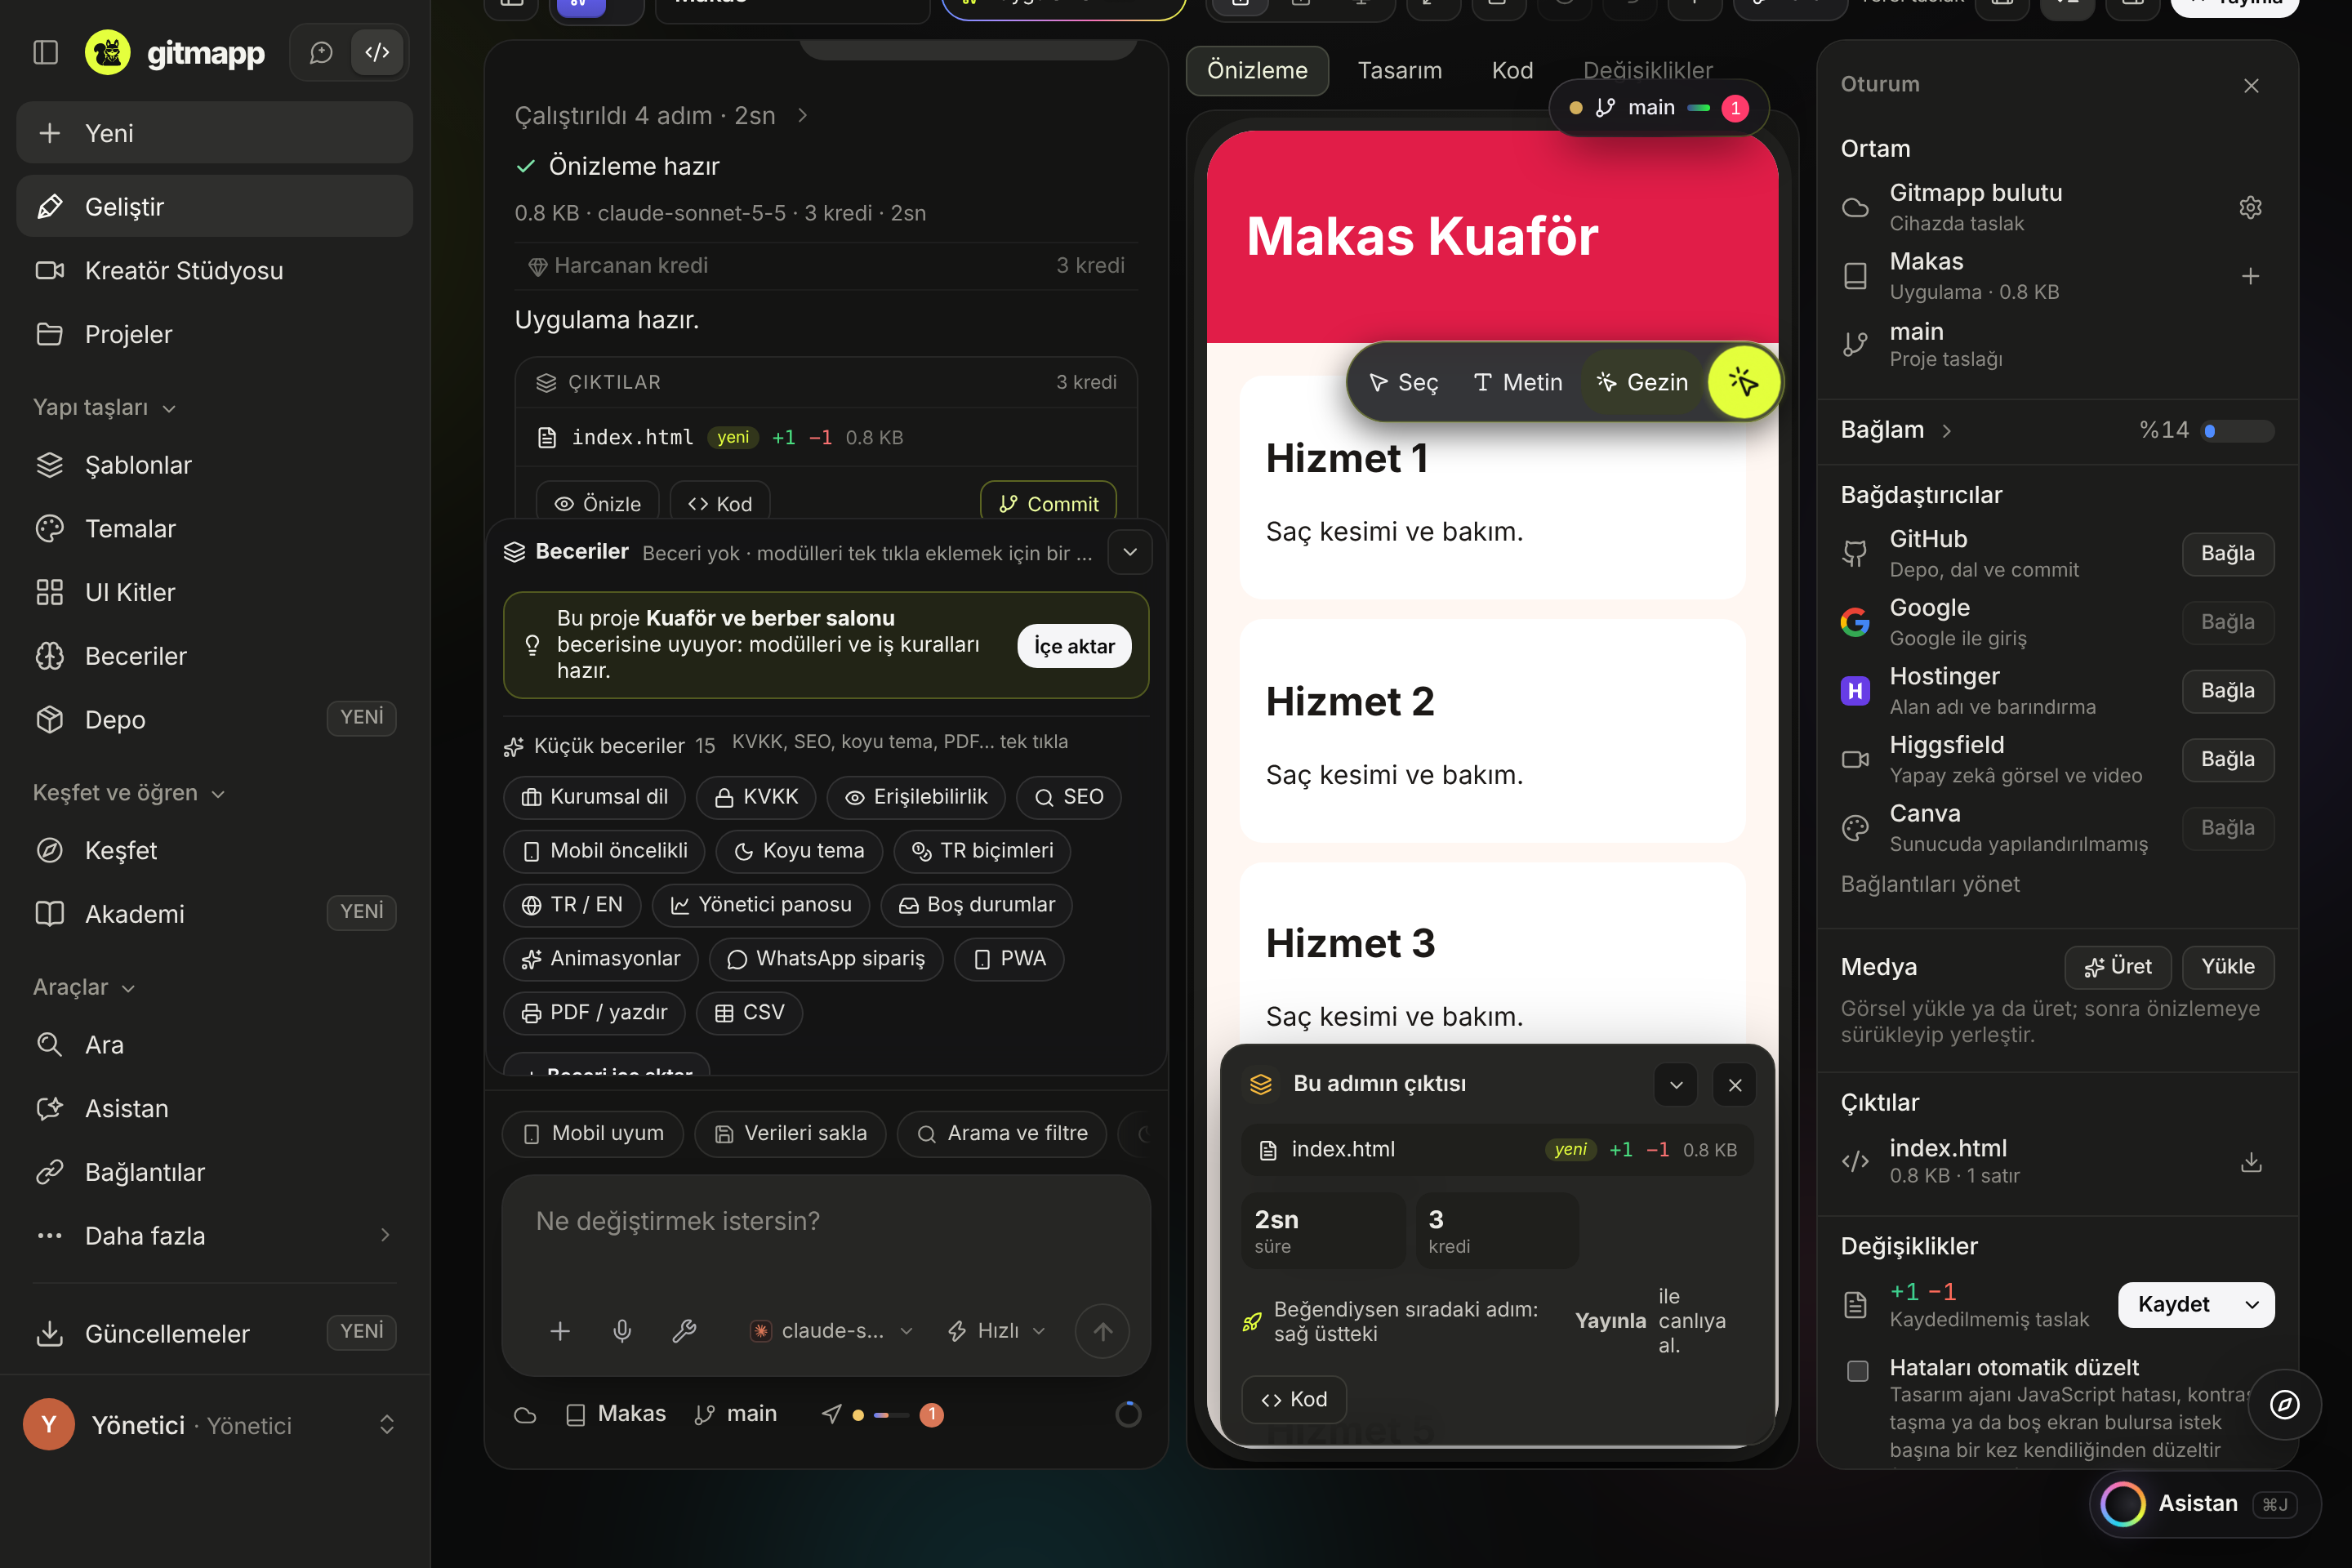 gitmapp
Yeni
Geliştir
Kreatör Stüdyosu
Projeler
Yapı taşları
Şablonlar
Temalar
UI Kitler
Beceriler
Depo YENİ
Keşfet ve öğren
Keşfet
Akademi YENİ
Araçlar
Ara
Asistan
Bağlantılar
Daha fazla
Güncellemeler YENİ
Y Yönetici · Yönetici
Çalıştırıldı 4 adım · 2sn
Önizleme hazır
0.8 KB · claude-sonnet-5-5 · 3 kredi · 2sn
Harcanan kredi 3 kredi
Uygulama hazır.
ÇIKTILAR 3 kredi
index.html yeni +1 −1 0.8 KB
Önizle Kod Commit
Beceriler Beceri yok · modülleri tek tıkla eklemek için bir ...
Bu proje Kuaför ve berber salonu
becerisine uyuyor: modülleri ve iş kuralları
hazır.
İçe aktar
Küçük beceriler 15 KVKK, SEO, koyu tema, PDF... tek tıkla
Kurumsal dil KVKK Erişilebilirlik SEO
Mobil öncelikli Koyu tema TR biçimleri
TR / EN Yönetici panosu Boş durumlar
Animasyonlar WhatsApp sipariş PWA
PDF / yazdır CSV
Beceri içe aktar
Mobil uyum Verileri sakla Arama ve filtre
Ne değiştirmek istersin?
claude-s... Hızlı
Makas main 1
Önizleme Tasarım Kod Değişiklikler
main 1
Makas Kuaför
Seç Metin Gezin
Hizmet 1
Saç kesimi ve bakım.
Hizmet 2
Saç kesimi ve bakım.
Hizmet 3
Saç kesimi ve bakım.
Bu adımın çıktısı
index.html yeni +1 −1 0.8 KB
2sn
süre
3
kredi
Beğendiysen sıradaki adım:
sağ üstteki
Yayınla
ile
canlıya
al.
Kod
Hizmet 5
Yayınla
Oturum
Ortam
Gitmapp bulutu
Cihazda taslak
Makas
Uygulama · 0.8 KB
main
Proje taslağı
Bağlam %14
Bağdaştırıcılar
GitHub
Depo, dal ve commit
Bağla
Google
Google ile giriş
Bağla
Hostinger
Alan adı ve barındırma
Bağla
Higgsfield
Yapay zekâ görsel ve video
Bağla
Canva
Sunucuda yapılandırılmamış
Bağla
Bağlantıları yönet
Medya Üret Yükle
Görsel yükle ya da üret; sonra önizlemeye
sürükleyip yerleştir.
Çıktılar
index.html
0.8 KB · 1 satır
Değişiklikler
+1 −1
Kaydedilmemiş taslak
Kaydet
Hataları otomatik düzelt
Tasarım ajanı JavaScript hatası,
taşma ya da boş ekran bulursa istek
başına bir kez kendiliğinden düzeltir
Asistan ⌘J